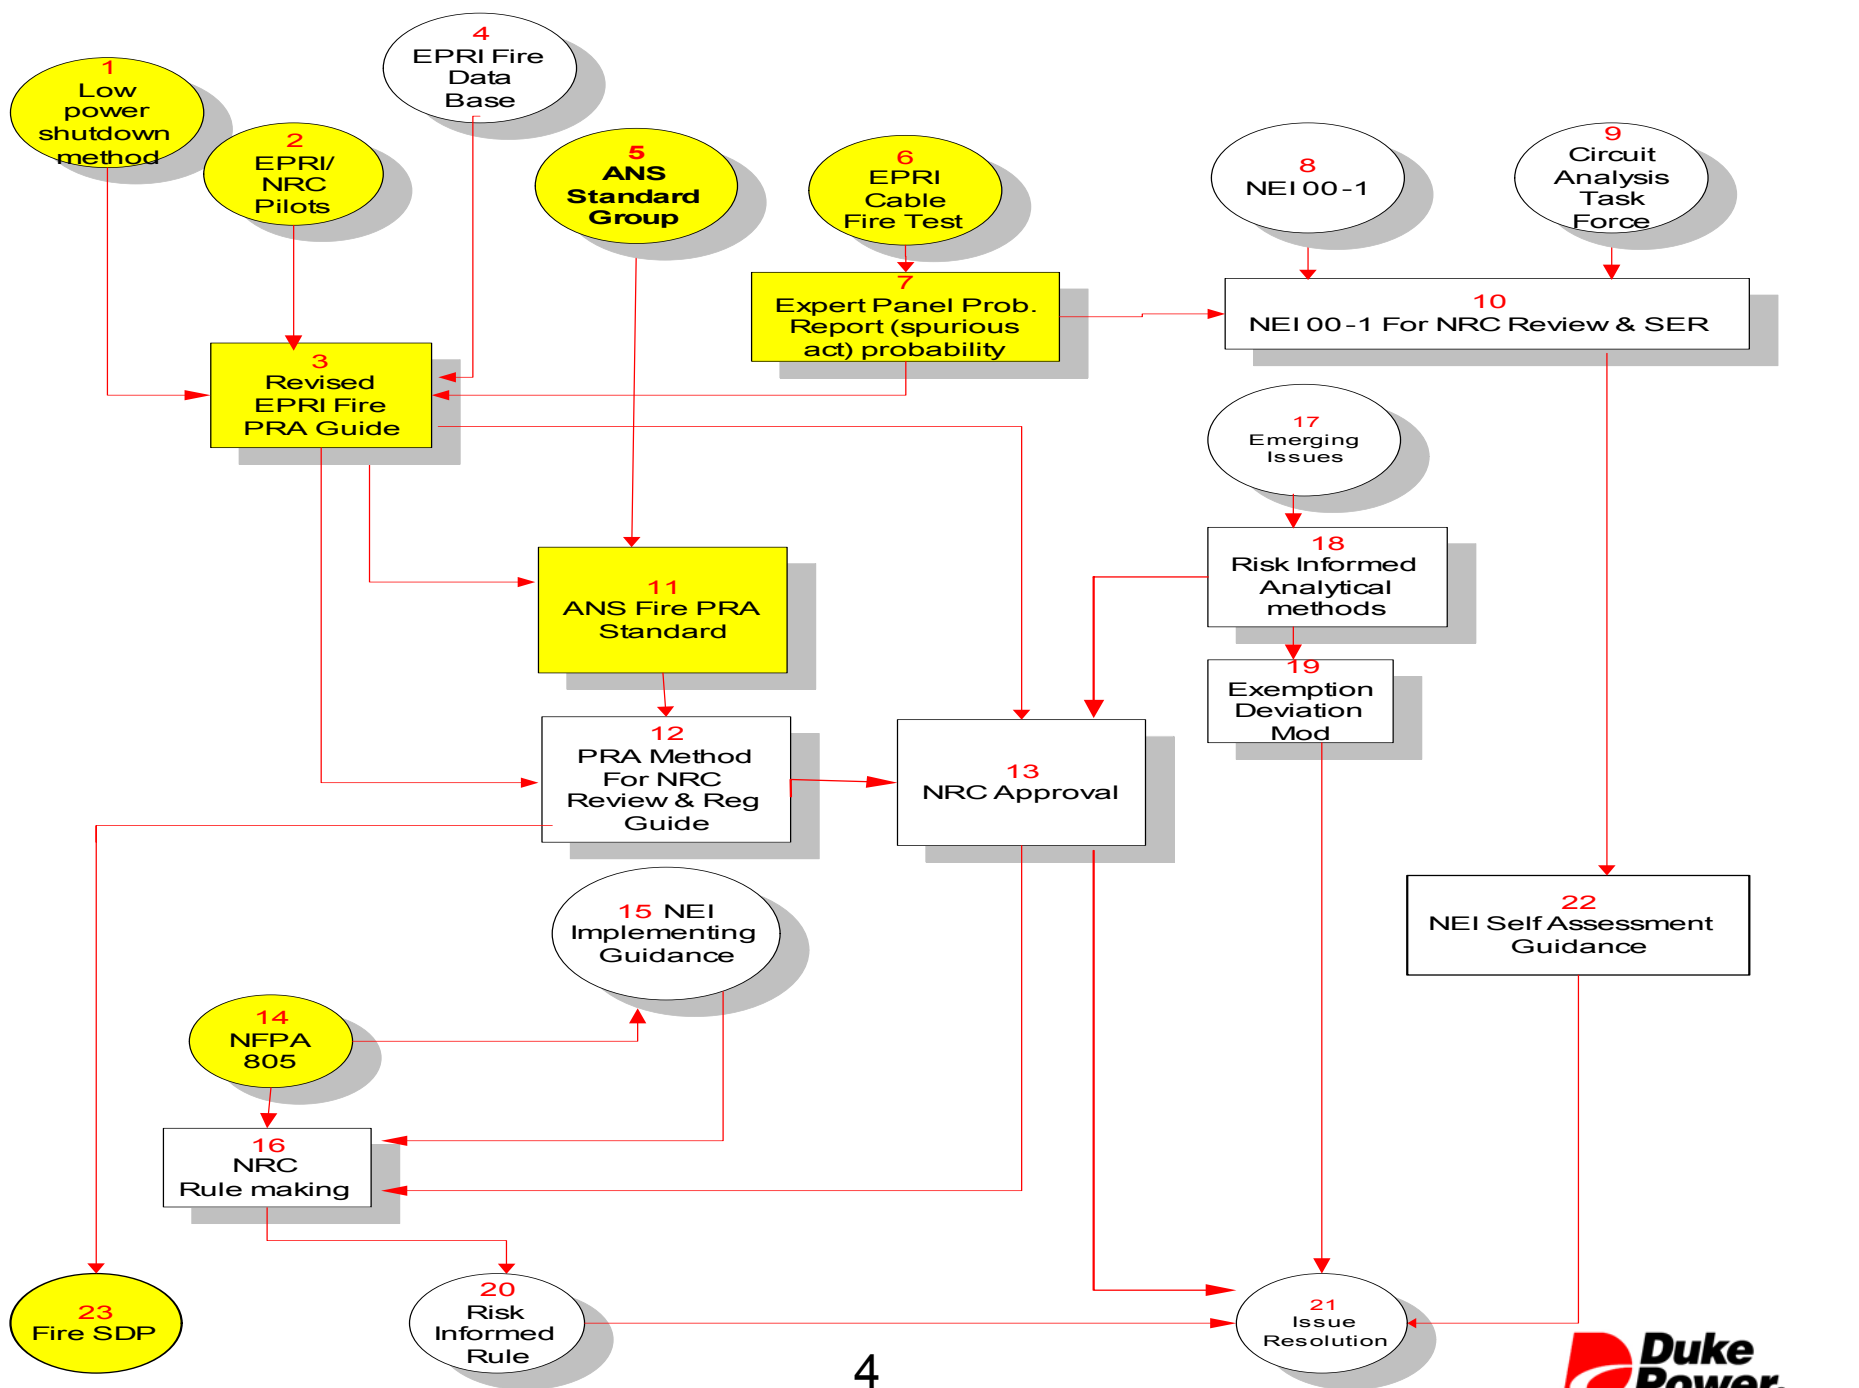 1
Low
power
shutdown
method
2
EPRI/
NRC
Pilots
4
EPRI Fire
Data
Base
5
ANS
Standard
Group
6
EPRI
Cable
Fire Test
8
NEI 00-1
9
Circuit
Analysis
Task
Force
7
Expert Panel Prob.
Report (spurious
act) probability
10
NEI 00-1 For NRC Review & SER
3
Revised
EPRI Fire
PRA Guide
17
Emerging
Issues
18
Risk Informed
Analytical
methods
11
ANS Fire PRA
Standard
19
Exemption
Deviation
Mod
12
PRA Method
For NRC
Review & Reg
Guide
13
NRC Approval
15 NEI
Implementing
Guidance
22
NEI Self Assessment
Guidance
14
NFPA
805
16
NRC
Rule making
23
Fire SDP
20
Risk
Informed
Rule
21
Issue
Resolution
4
Duke
Power.